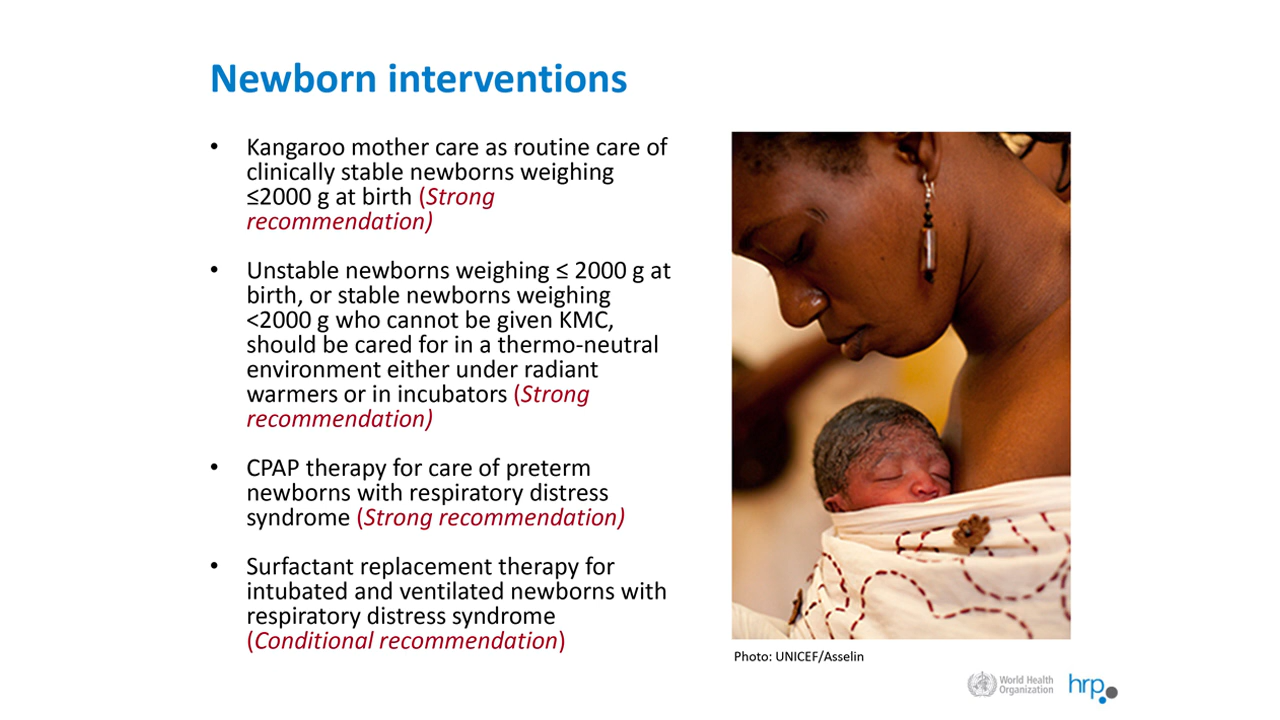 Newborn interventions
• Kangaroo mother care as routine care of
clinically stable newborns weighing
≤2000 g at birth (Strong
recommendation)
• Unstable newborns weighing ≤ 2000 g at
birth, or stable newborns weighing
<2000 g who cannot be given KMC,
should be cared for in a thermo-neutral
environment either under radiant
warmers or in incubators (Strong
recommendation)
• CPAP therapy for care of preterm
newborns with respiratory distress
syndrome (Strong recommendation)
• Surfactant replacement therapy for
intubated and ventilated newborns with
respiratory distress syndrome
(Conditional recommendation)
Photo: UNICEF/Asselin
World Health
Organization
hrp.